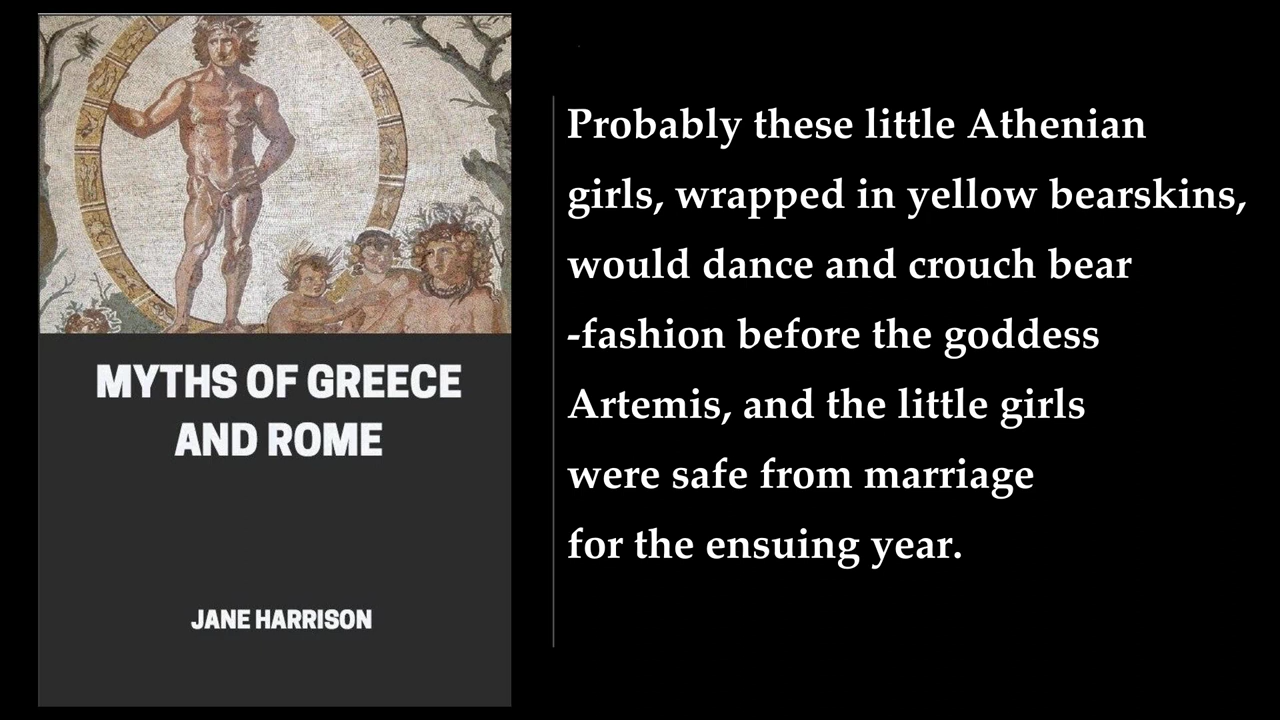 MYTHS OF GREECE
AND ROME
JANE HARRISON
Probably these little Athenian
girls, wrapped in yellow bearskins,
would dance and crouch bear
-fashion before the goddess
Artemis, and the little girls
were safe from marriage
for the ensuing year.